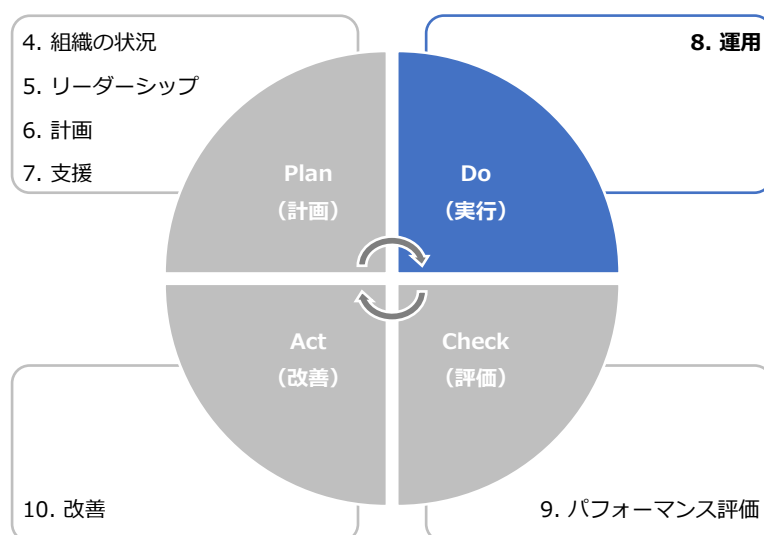 4. 組織の状況
5. リーダーシップ
6. 計画
7. 支援
8. 運用
Plan
（計画）
Do
（実行）
Act
（改善）
Check
（評価）
10. 改善
9. パフォーマンス評価